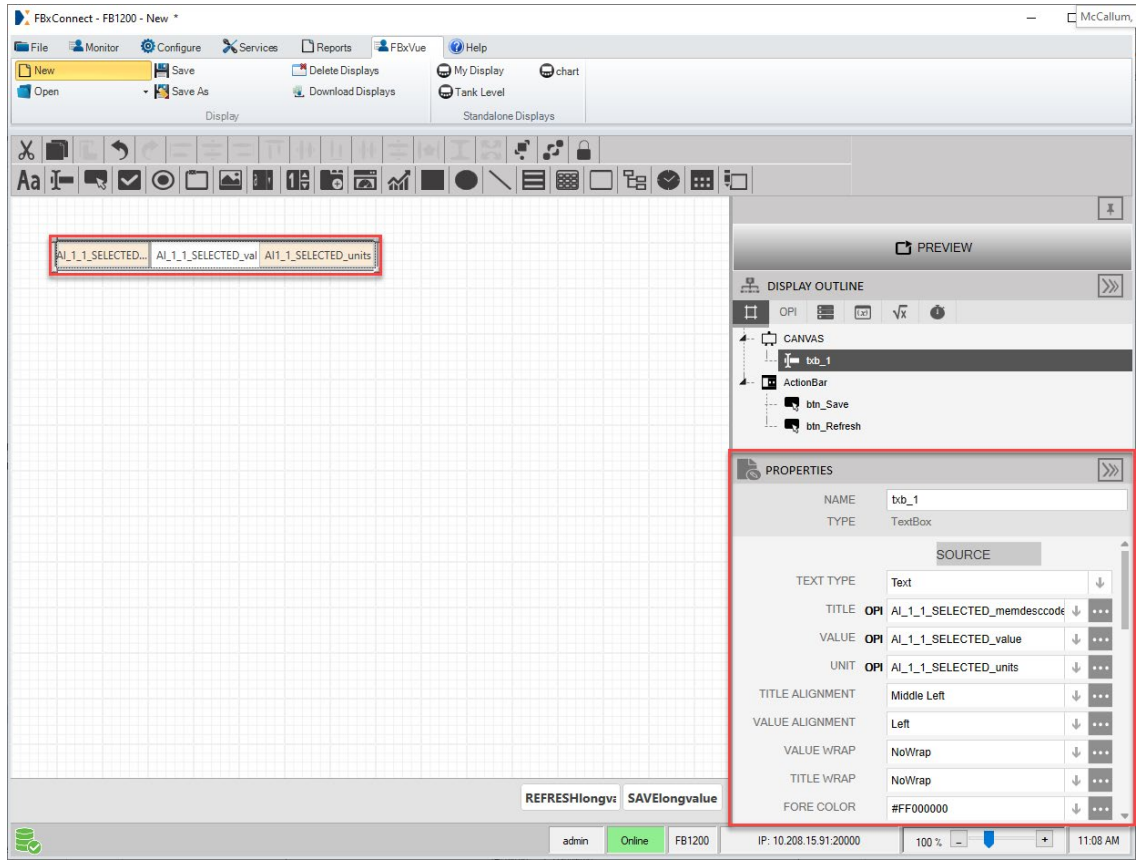 FBxConnect - FB1200 - New *
McCallum,
File Monitor Configure Services Reports FBxVue Help
New Save Delete Displays My Display chart
Open Save As Download Displays Tank Level
Display Standalone Displays
Aa
AI_1_1_SELECTED... AI_1_1_SELECTED_val AI1_1_SELECTED_units
PREVIEW
DISPLAY OUTLINE
OPI (x) √x
CANVAS
txb_1
ActionBar
btn_Save
btn_Refresh
PROPERTIES
NAME txb_1
TYPE TextBox
SOURCE
TEXT TYPE Text
TITLE OPI AI_1_1_SELECTED_memdesccode
VALUE OPI AI_1_1_SELECTED_value
UNIT OPI AI_1_1_SELECTED_units
TITLE ALIGNMENT Middle Left
VALUE ALIGNMENT Left
VALUE WRAP NoWrap
TITLE WRAP NoWrap
FORE COLOR #FF000000
REFRESHlongva SAVElongvalue
admin Online FB1200 IP: 10.208.15.91:20000 100 % - + 11:08 AM